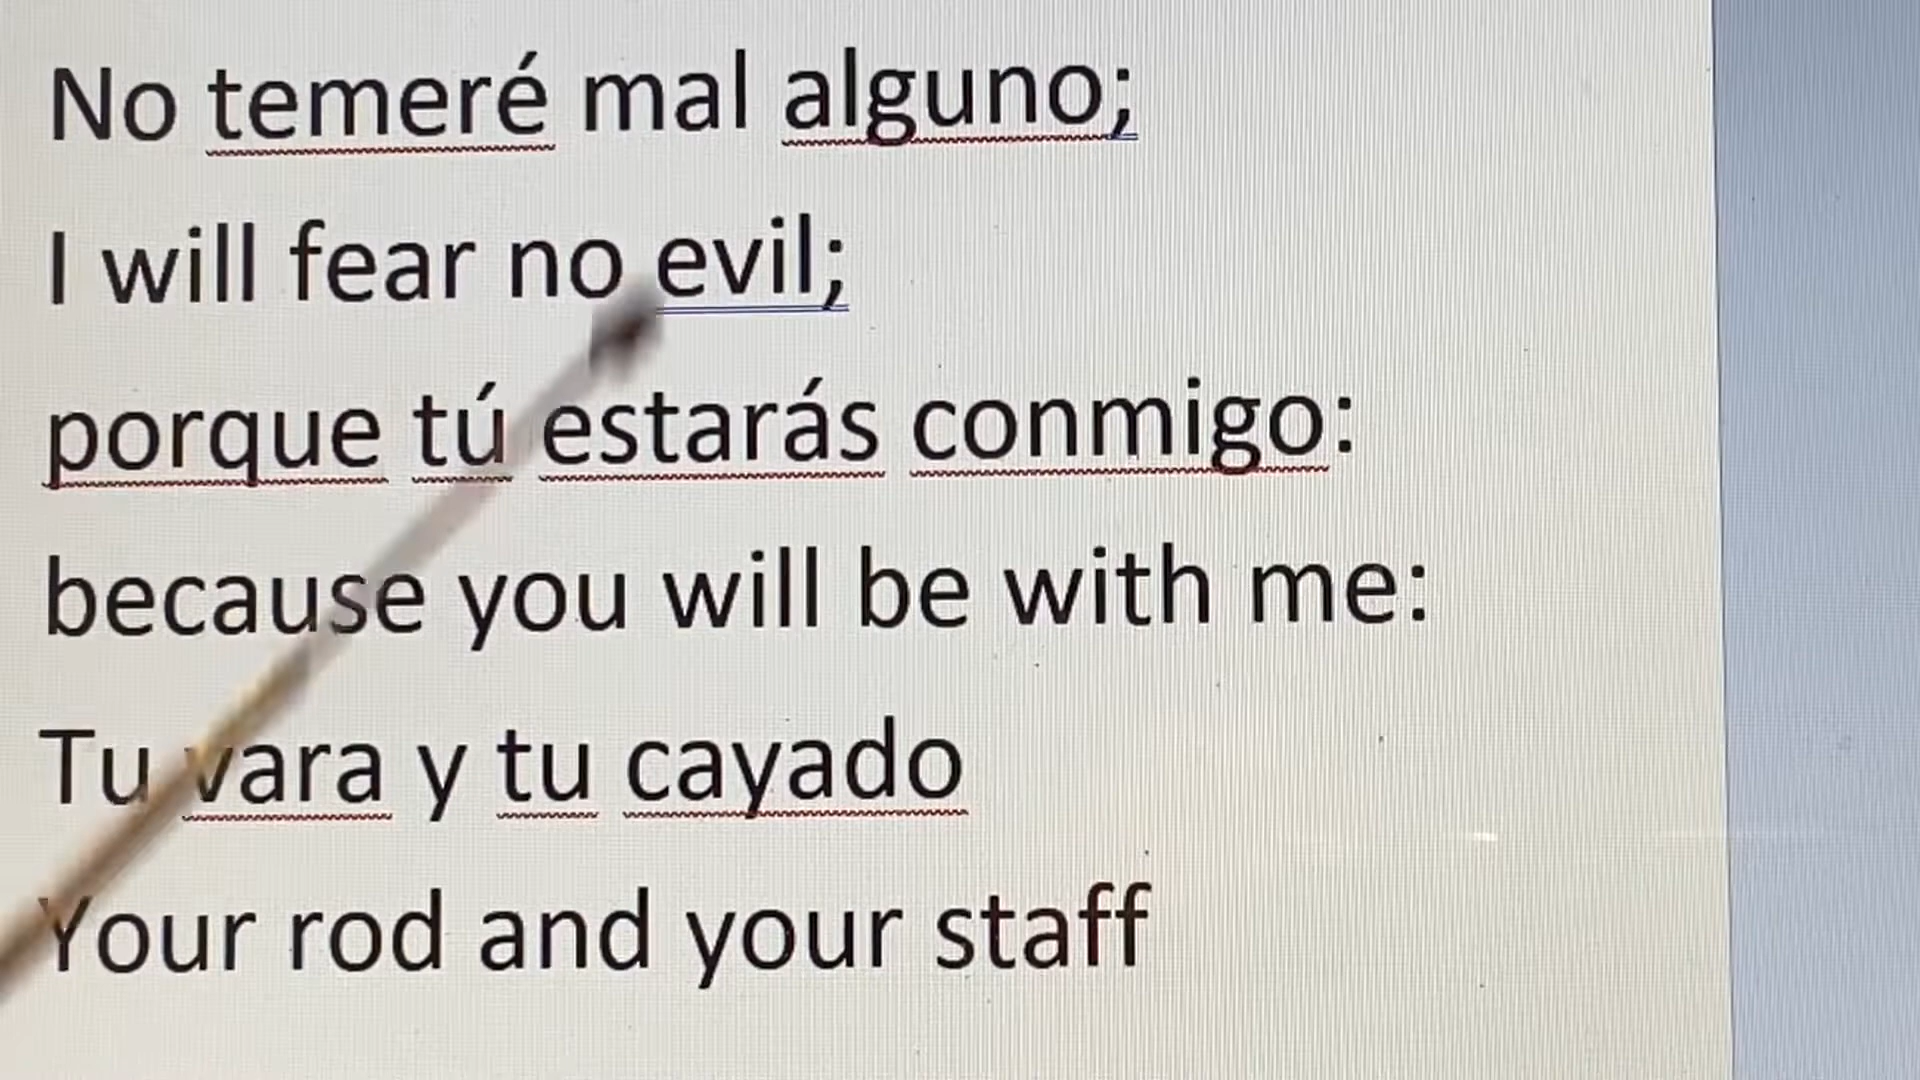 No temeré mal alguno;
I will fear no evil;
porque tú estarás conmigo:
because you will be with me:
Tu vara y tu cayado
Your rod and your staff